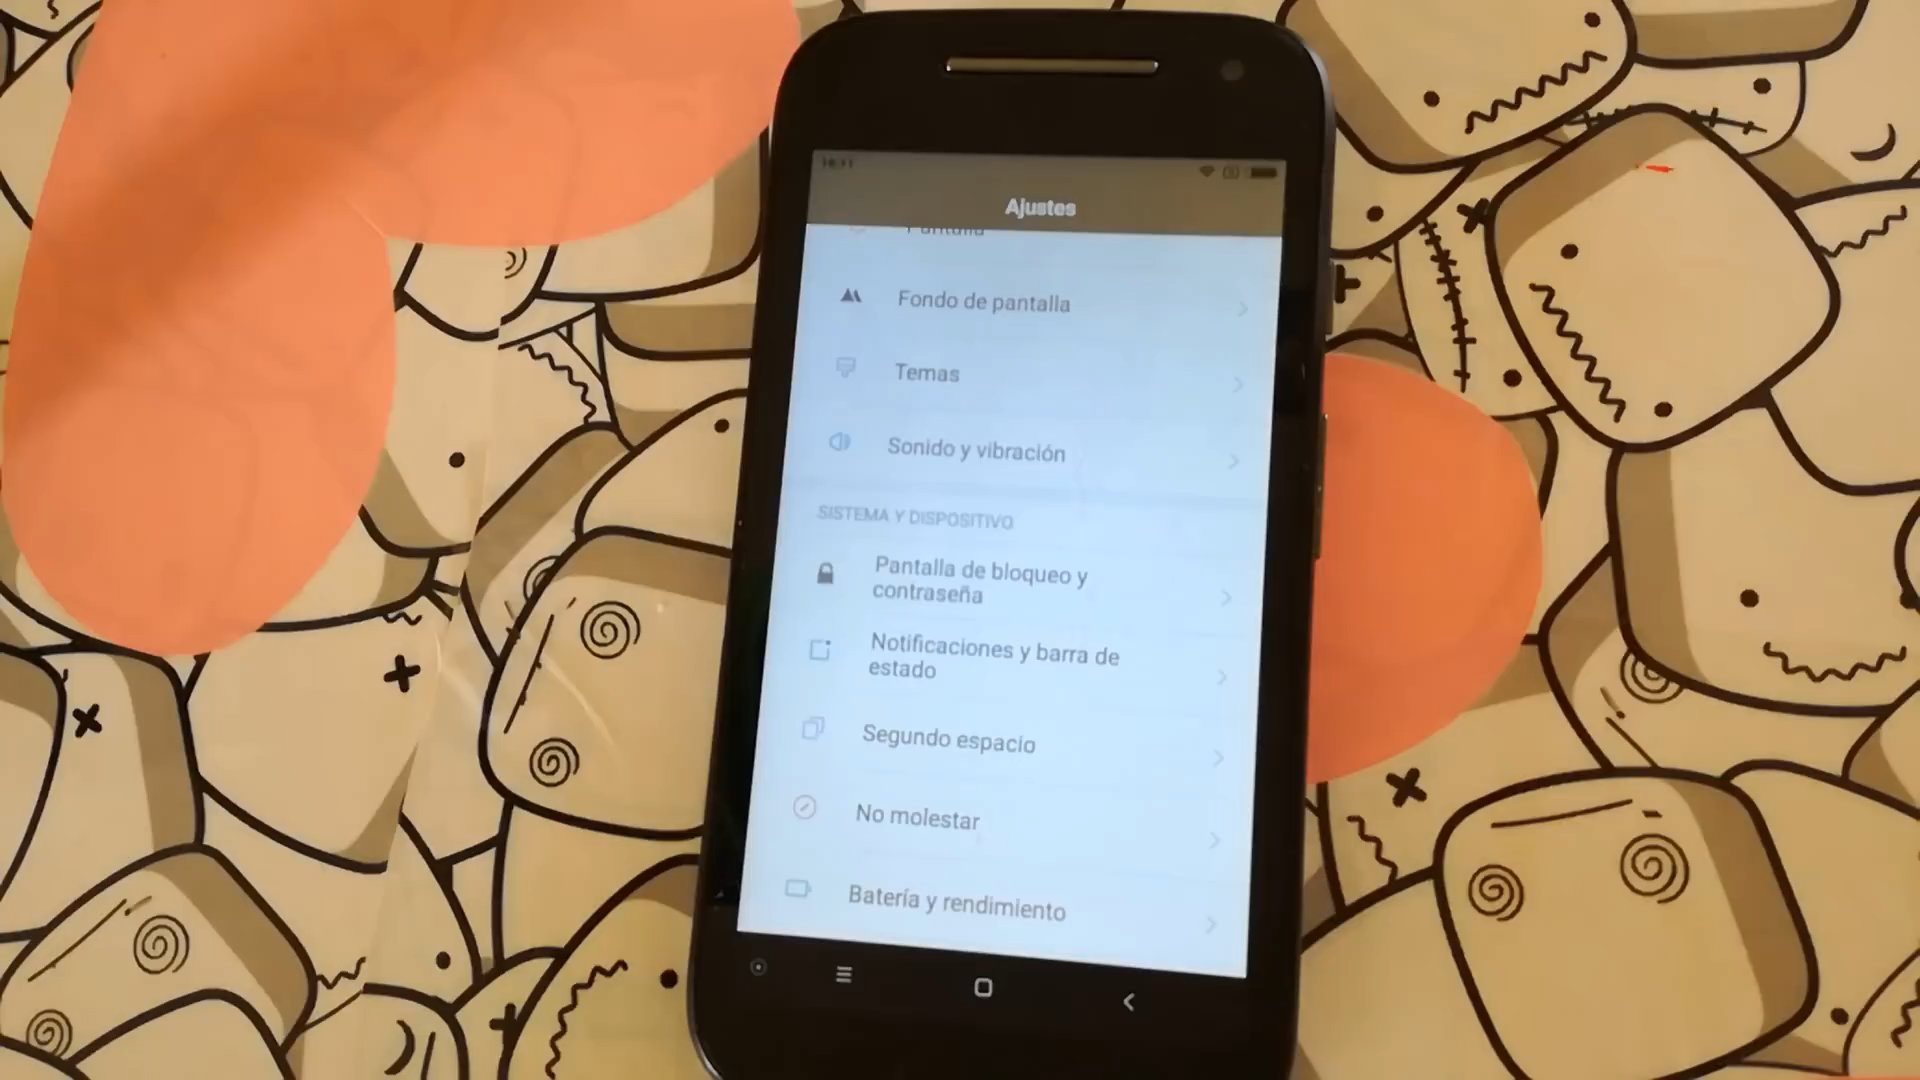 Ajustes
Pantalla
Fondo de pantalla
Temas
Sonido y vibración
SISTEMA Y DISPOSITIVO
Pantalla de bloqueo y
contraseña
Notificaciones y barra de
estado
Segundo espacio
No molestar
Batería y rendimiento